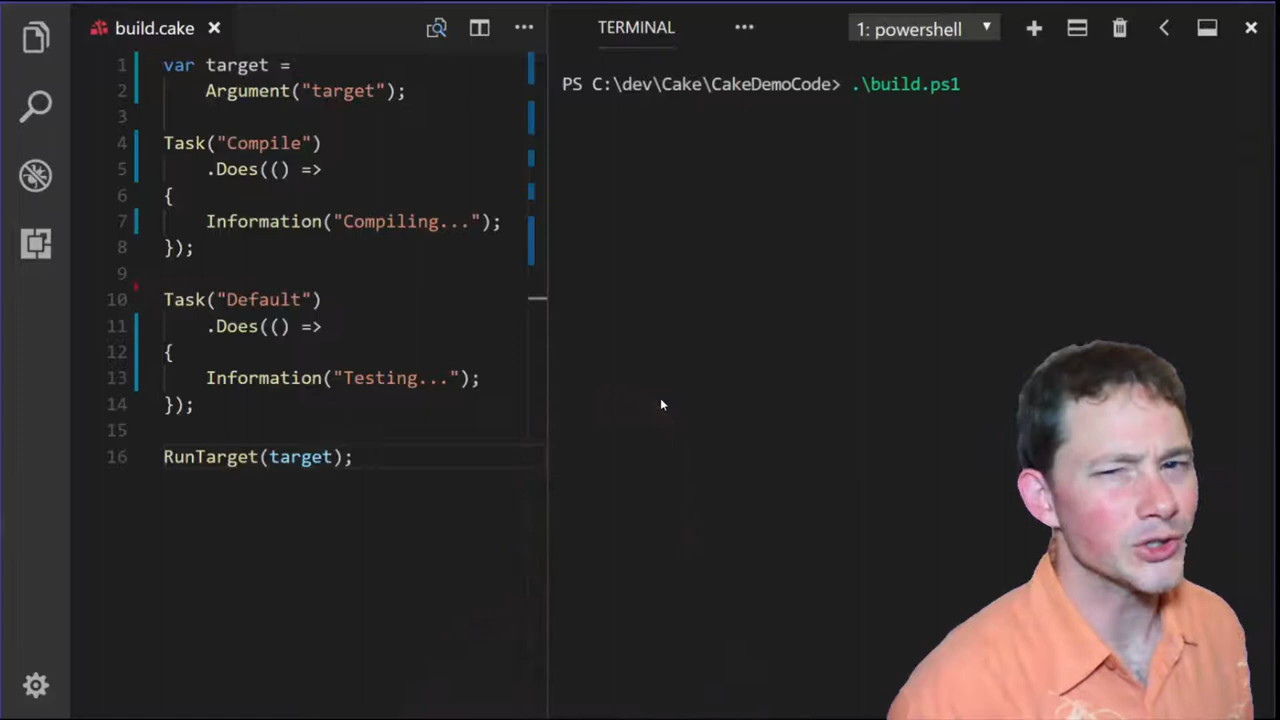 build.cake
TERMINAL
1: powershell
1 var target =
2 Argument("target");
3
4 Task("Compile")
5 .Does(() =>
6 {
7 Information("Compiling...");
8 });
9
10 Task("Default")
11 .Does(() =>
12 {
13 Information("Testing...");
14 });
15
16 RunTarget(target);
PS C:\dev\Cake\CakeDemoCode> .\build.ps1